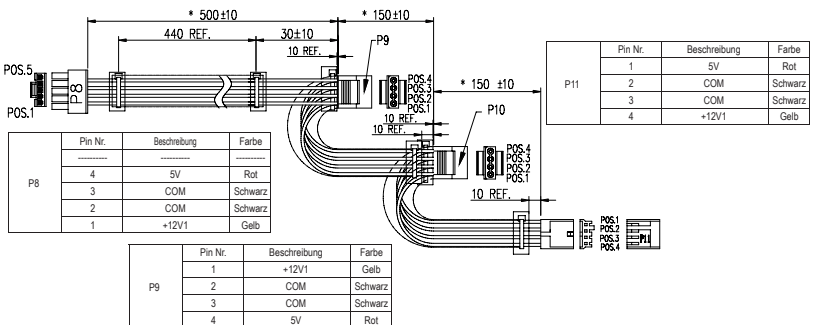 * 500±10
* 150±10
440 REF.
30±10
10 REF.
P9
POS.5
P8
POS.1
POS.4
POS.3
POS.2
POS.1
* 150 ±10
10 REF.
10 REF.
P10
POS.4
POS.3
POS.2
POS.1
10 REF.
POS.1
POS.2
POS.3
POS.4
P11
P11
Pin Nr. Beschreibung Farbe
1 5V Rot
2 COM Schwarz
3 COM Schwarz
4 +12V1 Gelb
P8
Pin Nr. Beschreibung Farbe
---------- ---------- ----------
4 5V Rot
3 COM Schwarz
2 COM Schwarz
1 +12V1 Gelb
P9
Pin Nr. Beschreibung Farbe
1 +12V1 Gelb
2 COM Schwarz
3 COM Schwarz
4 5V Rot